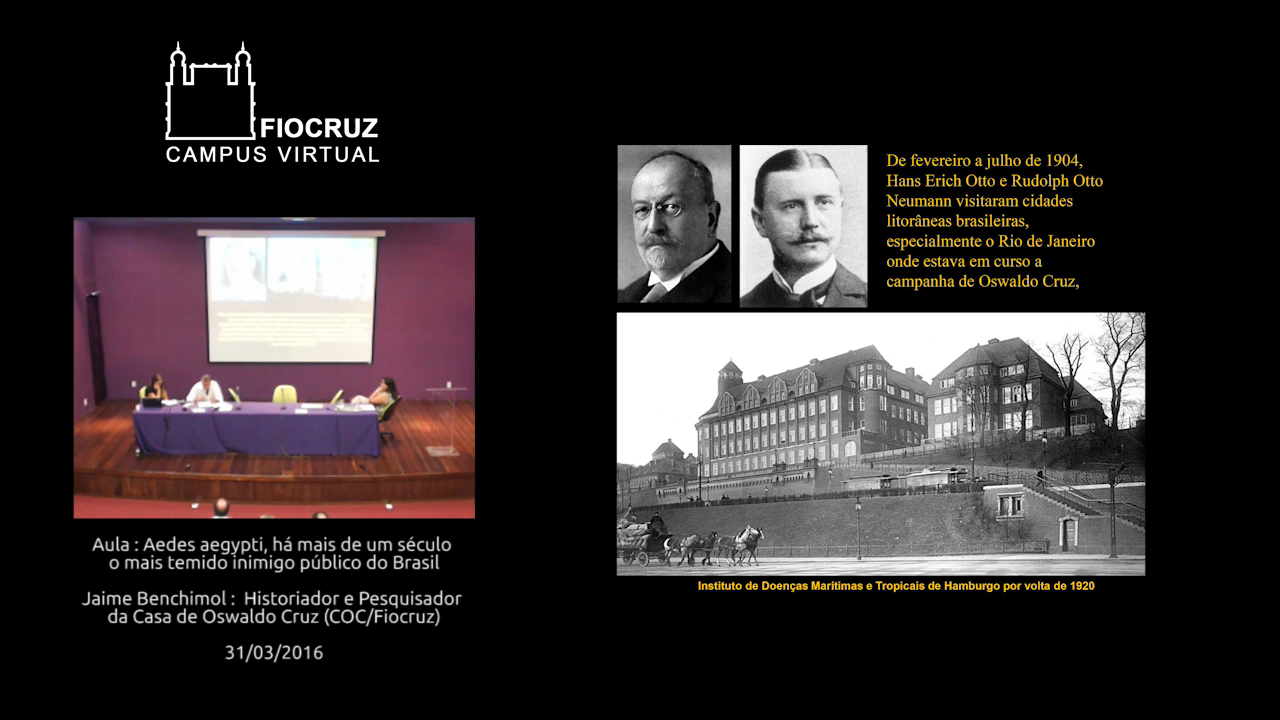 FIOCRUZ
CAMPUS VIRTUAL
Aula : Aedes aegypti, há mais de um século
o mais temido inimigo público do Brasil
Jaime Benchimol : Historiador e Pesquisador
da Casa de Oswaldo Cruz (COC/Fiocruz)
31/03/2016
De fevereiro a julho de 1904,
Hans Erich Otto e Rudolph Otto
Neumann visitaram cidades
litorâneas brasileiras,
especialmente o Rio de Janeiro
onde estava em curso a
campanha de Oswaldo Cruz,
Instituto de Doenças Marítimas e Tropicais de Hamburgo por volta de 1920